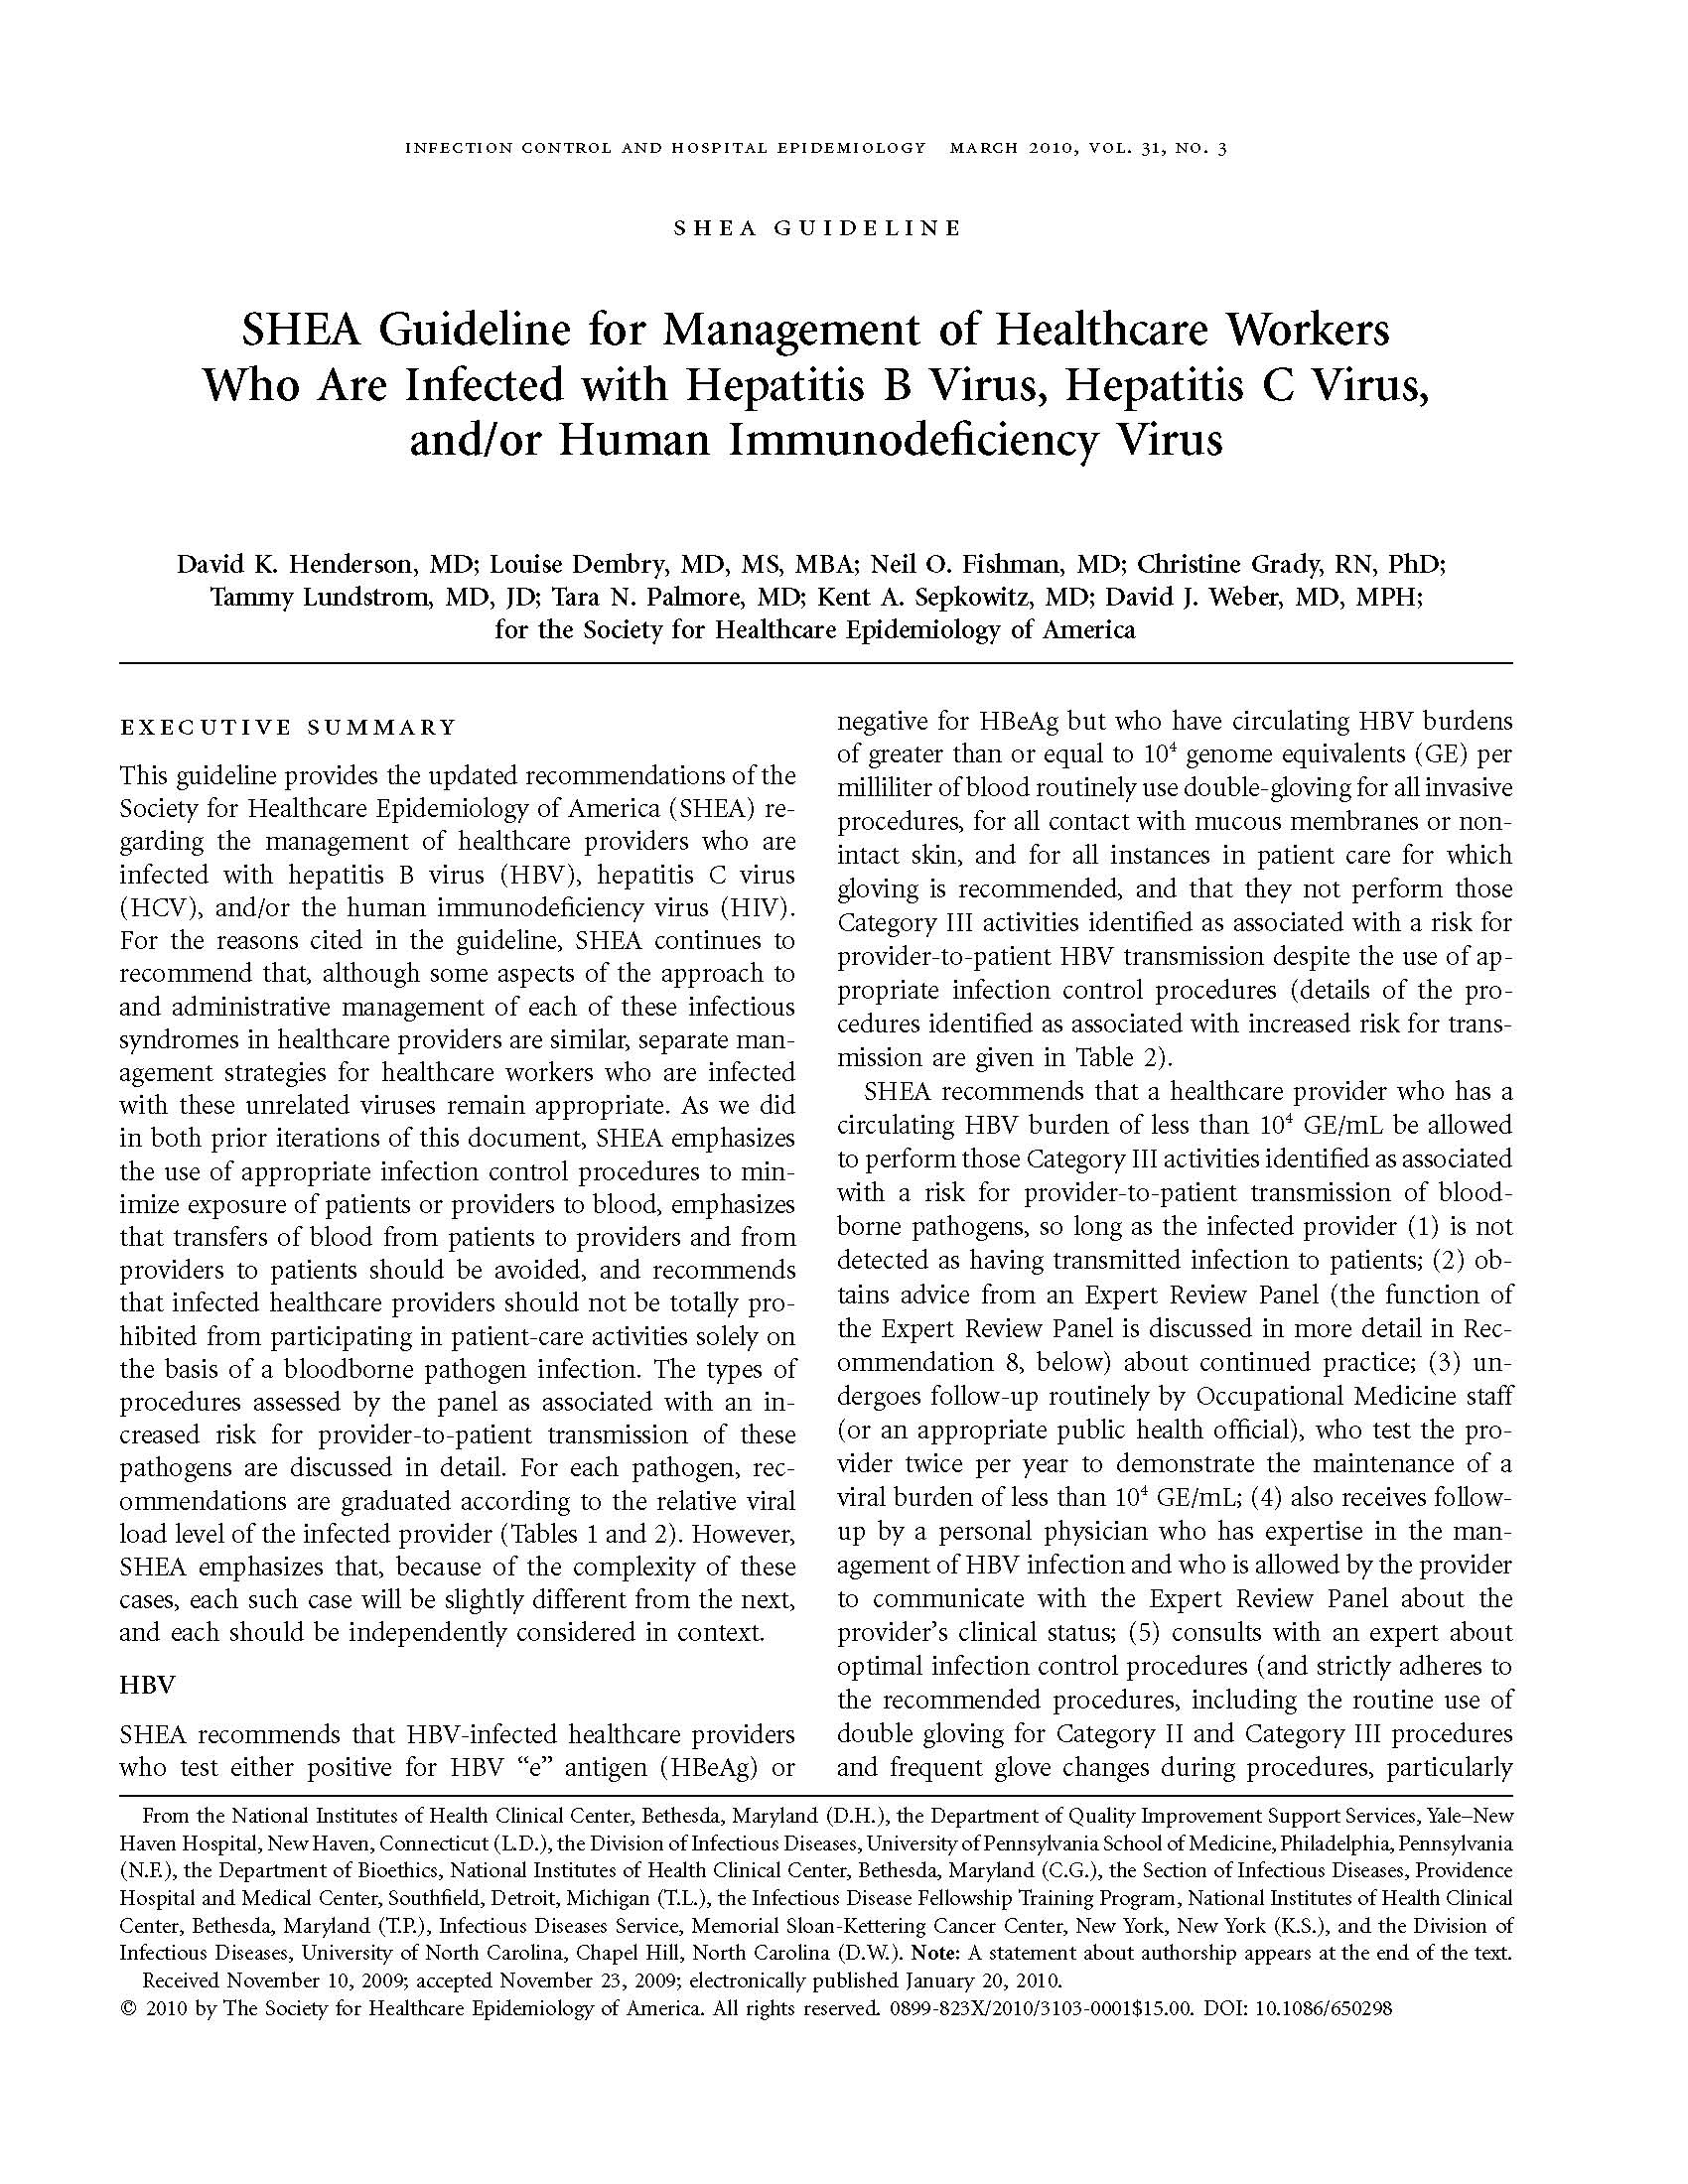 INFECTION CONTROL AND HOSPITAL EPIDEMIOLOGY MARCH 2010, VOL. 31, NO. 3
SHEA GUIDELINE
SHEA Guideline for Management of Healthcare Workers
Who Are Infected with Hepatitis B Virus, Hepatitis C Virus,
and/or Human Immunodeficiency Virus
David K. Henderson, MD; Louise Dembry, MD, MS, MBA; Neil O. Fishman, MD; Christine Grady, RN, PhD;
Tammy Lundstrom, MD, JD; Tara N. Palmore, MD; Kent A. Sepkowitz, MD; David J. Weber, MD, MPH;
for the Society for Healthcare Epidemiology of America
EXECUTIVE SUMMARY
This guideline provides the updated recommendations of the
Society for Healthcare Epidemiology of America (SHEA) re-
garding the management of healthcare providers who are
infected with hepatitis B virus (HBV), hepatitis C virus
(HCV), and/or the human immunodeficiency virus (HIV).
For the reasons cited in the guideline, SHEA continues to
recommend that, although some aspects of the approach to
and administrative management of each of these infectious
syndromes in healthcare providers are similar, separate man-
agement strategies for healthcare workers who are infected
with these unrelated viruses remain appropriate. As we did
in both prior iterations of this document, SHEA emphasizes
the use of appropriate infection control procedures to min-
imize exposure of patients or providers to blood, emphasizes
that transfers of blood from patients to providers and from
providers to patients should be avoided, and recommends
that infected healthcare providers should not be totally pro-
hibited from participating in patient-care activities solely on
the basis of a bloodborne pathogen infection. The types of
procedures assessed by the panel as associated with an in-
creased risk for provider-to-patient transmission of these
pathogens are discussed in detail. For each pathogen, rec-
ommendations are graduated according to the relative viral
load level of the infected provider (Tables 1 and 2). However,
SHEA emphasizes that, because of the complexity of these
cases, each such case will be slightly different from the next,
and each should be independently considered in context.
HBV
SHEA recommends that HBV-infected healthcare providers
who test either positive for HBV “e” antigen (HBeAg) or
negative for HBeAg but who have circulating HBV burdens
of greater than or equal to 10⁴ genome equivalents (GE) per
milliliter of blood routinely use double-gloving for all invasive
procedures, for all contact with mucous membranes or non-
intact skin, and for all instances in patient care for which
gloving is recommended, and that they not perform those
Category III activities identified as associated with a risk for
provider-to-patient HBV transmission despite the use of ap-
propriate infection control procedures (details of the pro-
cedures identified as associated with increased risk for trans-
mission are given in Table 2).
SHEA recommends that a healthcare provider who has a
circulating HBV burden of less than 10⁴ GE/mL be allowed
to perform those Category III activities identified as associated
with a risk for provider-to-patient transmission of blood-
borne pathogens, so long as the infected provider (1) is not
detected as having transmitted infection to patients; (2) ob-
tains advice from an Expert Review Panel (the function of
the Expert Review Panel is discussed in more detail in Rec-
ommendation 8, below) about continued practice; (3) un-
dergoes follow-up routinely by Occupational Medicine staff
(or an appropriate public health official), who test the pro-
vider twice per year to demonstrate the maintenance of a
viral burden of less than 10⁴ GE/mL; (4) also receives follow-
up by a personal physician who has expertise in the man-
agement of HBV infection and who is allowed by the provider
to communicate with the Expert Review Panel about the
provider’s clinical status; (5) consults with an expert about
optimal infection control procedures (and strictly adheres to
the recommended procedures, including the routine use of
double gloving for Category II and Category III procedures
and frequent glove changes during procedures, particularly
From the National Institutes of Health Clinical Center, Bethesda, Maryland (D.H.), the Department of Quality Improvement Support Services, Yale–New
Haven Hospital, New Haven, Connecticut (L.D.), the Division of Infectious Diseases, University of Pennsylvania School of Medicine, Philadelphia, Pennsylvania
(N.F.), the Department of Bioethics, National Institutes of Health Clinical Center, Bethesda, Maryland (C.G.), the Section of Infectious Diseases, Providence
Hospital and Medical Center, Southfield, Detroit, Michigan (T.L.), the Infectious Disease Fellowship Training Program, National Institutes of Health Clinical
Center, Bethesda, Maryland (T.P.), Infectious Diseases Service, Memorial Sloan-Kettering Cancer Center, New York, New York (K.S.), and the Division of
Infectious Diseases, University of North Carolina, Chapel Hill, North Carolina (D.W.). Note: A statement about authorship appears at the end of the text.
Received November 10, 2009; accepted November 23, 2009; electronically published January 20, 2010.
© 2010 by The Society for Healthcare Epidemiology of America. All rights reserved. 0899-823X/2010/3103-0001$15.00. DOI: 10.1086/650298